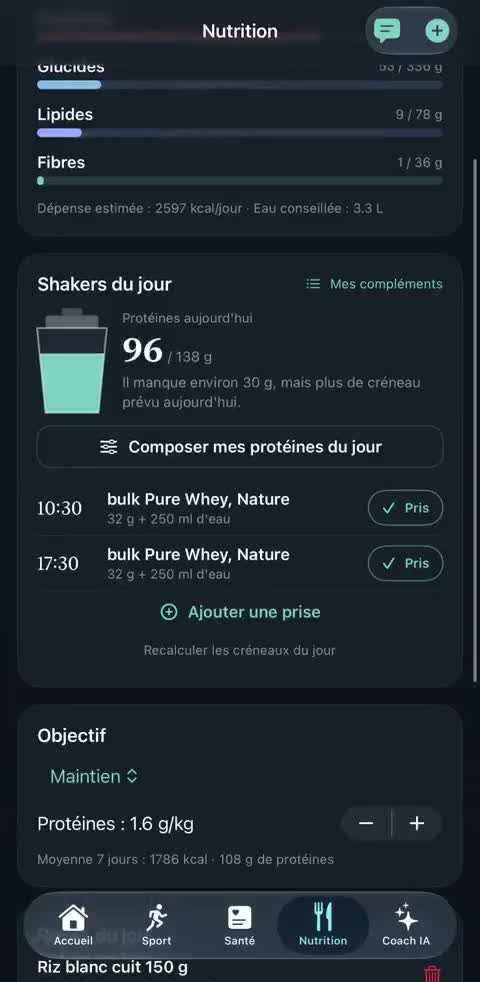 Nutrition
Glucides
53 / 336 g
Lipides
9 / 78 g
Fibres
1 / 36 g
Dépense estimée : 2597 kcal/jour · Eau conseillée : 3.3 L
Shakers du jour
Mes compléments
Protéines aujourd'hui
96 / 138 g
Il manque environ 30 g, mais plus de créneau
prévu aujourd'hui.
Composer mes protéines du jour
10:30
bulk Pure Whey, Nature
32 g + 250 ml d'eau
Pris
17:30
bulk Pure Whey, Nature
32 g + 250 ml d'eau
Pris
Ajouter une prise
Recalculer les créneaux du jour
Objectif
Maintien
Protéines : 1.6 g/kg
Moyenne 7 jours : 1786 kcal · 108 g de protéines
Accueil
Sport
Santé
Nutrition
Coach IA
Riz blanc cuit 150 g